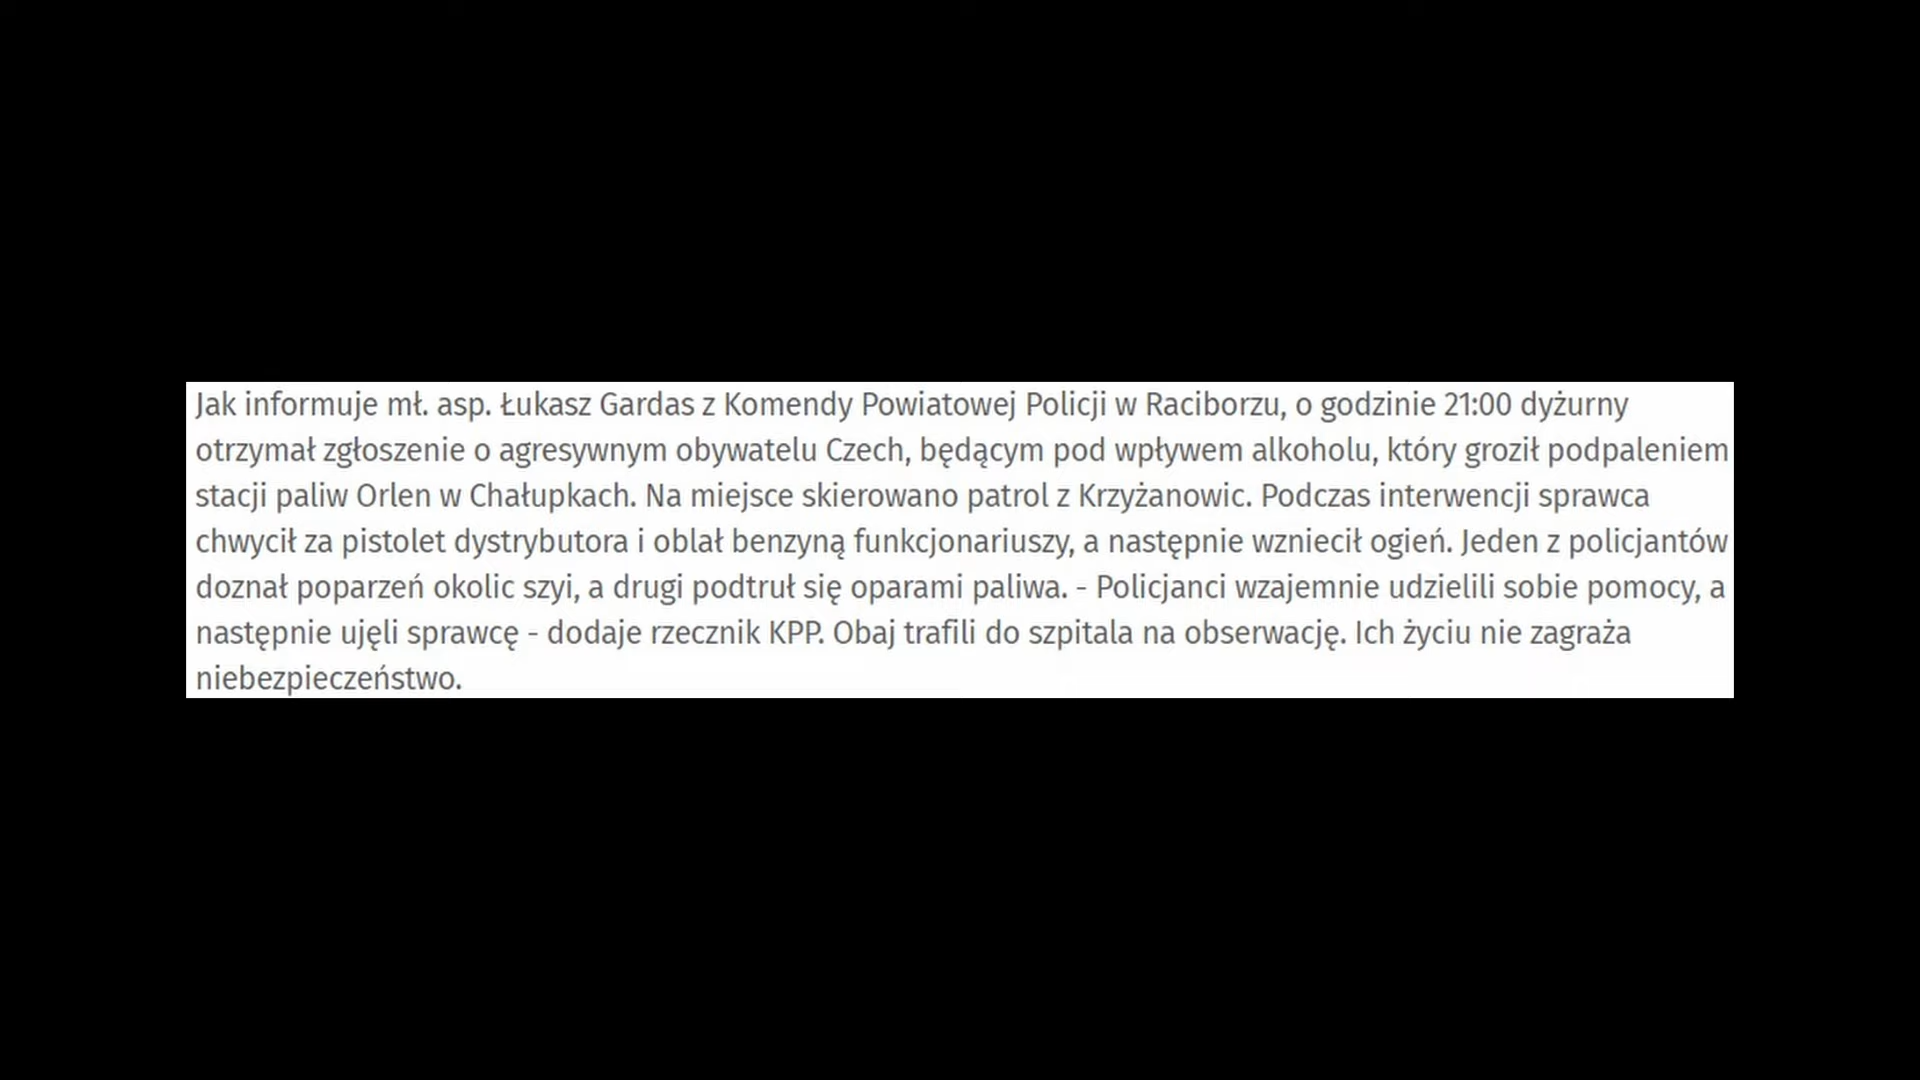 Jak informuje mł. asp. Łukasz Gardas z Komendy Powiatowej Policji w Raciborzu, o godzinie 21:00 dyżurny
otrzymał zgłoszenie o agresywnym obywatelu Czech, będącym pod wpływem alkoholu, który groził podpaleniem
stacji paliw Orlen w Chałupkach. Na miejsce skierowano patrol z Krzyżanowic. Podczas interwencji sprawca
chwycił za pistolet dystrybutora i oblał benzyną funkcjonariuszy, a następnie wzniecił ogień. Jeden z policjantów
doznał poparzeń okolic szyi, a drugi podtruł się oparami paliwa. - Policjanci wzajemnie udzielili sobie pomocy, a
następnie ujęli sprawcę - dodaje rzecznik KPP. Obaj trafili do szpitala na obserwację. Ich życiu nie zagraża
niebezpieczeństwo.